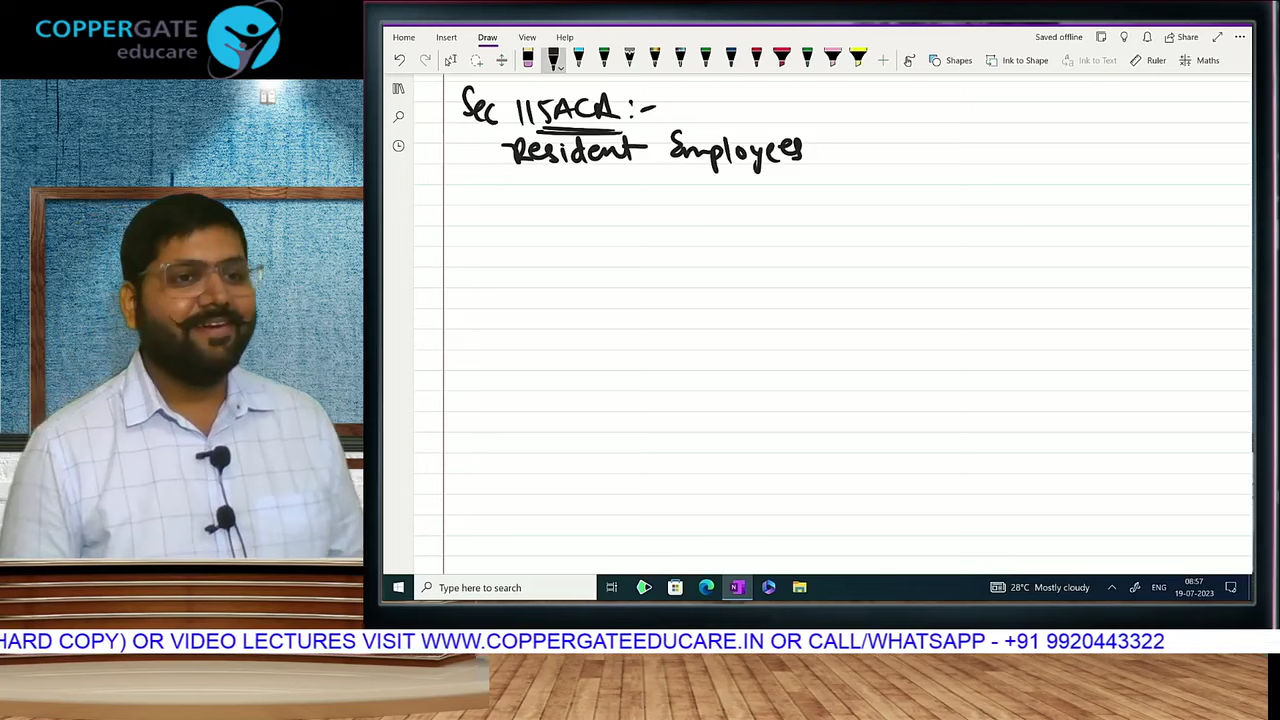 COPPERGATE
educare
Saved offline
Share
Home Insert Draw View Help
Shapes Ink to Shape Ink to Text Ruler Maths
Sec 115ACA :-
Resident Employees
Type here to search
28°C Mostly cloudy
ENG
08:57
19-07-2023
HARD COPY) OR VIDEO LECTURES VISIT WWW.COPPERGATEEDUCARE.IN OR CALL/WHATSAPP - +91 9920443322